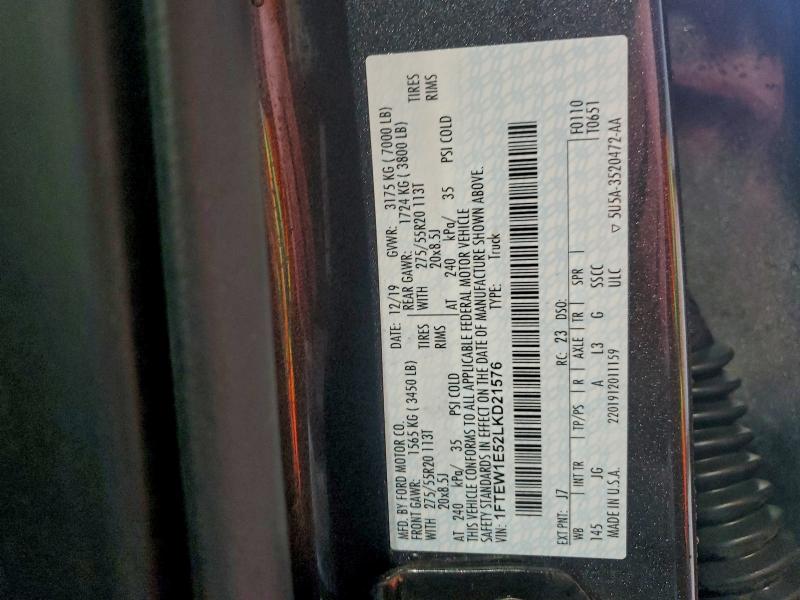 MFD. BY FORD MOTOR CO. DATE: 12/19 GVWR: 3175 KG ( 7000 LB)
FRONT GAWR: 1565 KG ( 3450 LB) REAR GAWR: 1724 KG ( 3800 LB)
WITH 275/55R20 113T TIRES WITH 275/55R20 113T TIRES
20x8.5J RIMS 20x8.5J RIMS
AT 240 kPa/ 35 PSI COLD AT 240 kPa/ 35 PSI COLD
THIS VEHICLE CONFORMS TO ALL APPLICABLE FEDERAL MOTOR VEHICLE
SAFETY STANDARDS IN EFFECT ON THE DATE OF MANUFACTURE SHOWN ABOVE.
VIN: 1FTEW1E52LKD21576 TYPE: Truck
EXT PNT: J7 RC: 23 DSO: F0110
WB INT TR TP/PS R AXLE TR SPR T0651
145 JG A L3 G SSCC
MADE IN U.S.A. 2201912011159 ULC ▽ 5U5A-3520472-AA